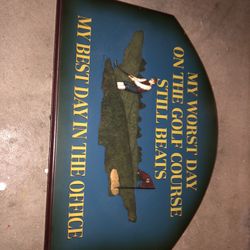 MY WORST DAY
ON THE GOLF COURSE
STILL BEATS
MY BEST DAY IN THE OFFICE